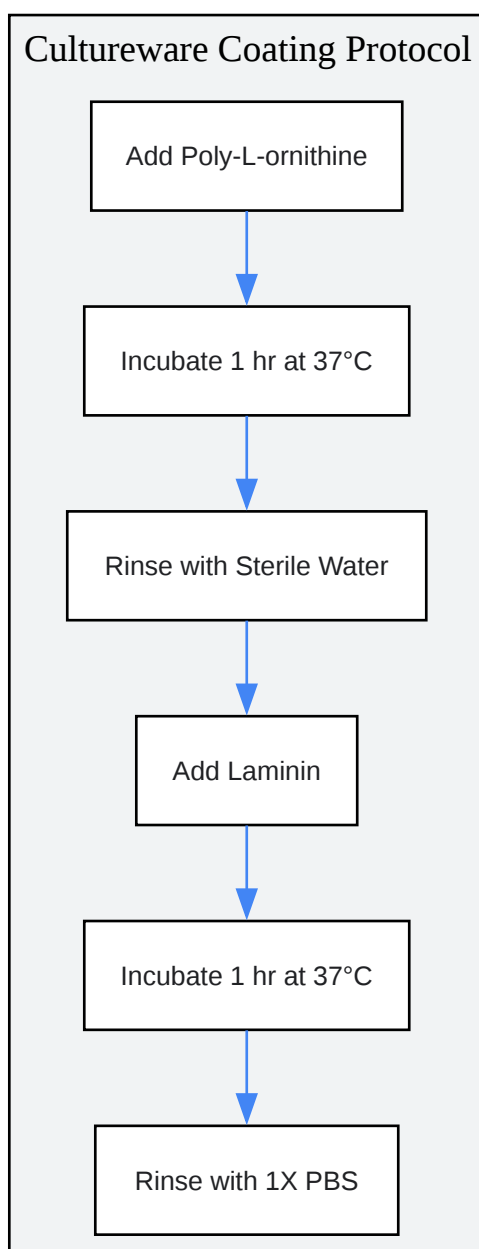 Cultureware Coating Protocol
Add Poly-L-ornithine
Incubate 1 hr at 37°C
Rinse with Sterile Water
Add Laminin
Incubate 1 hr at 37°C
Rinse with 1X PBS